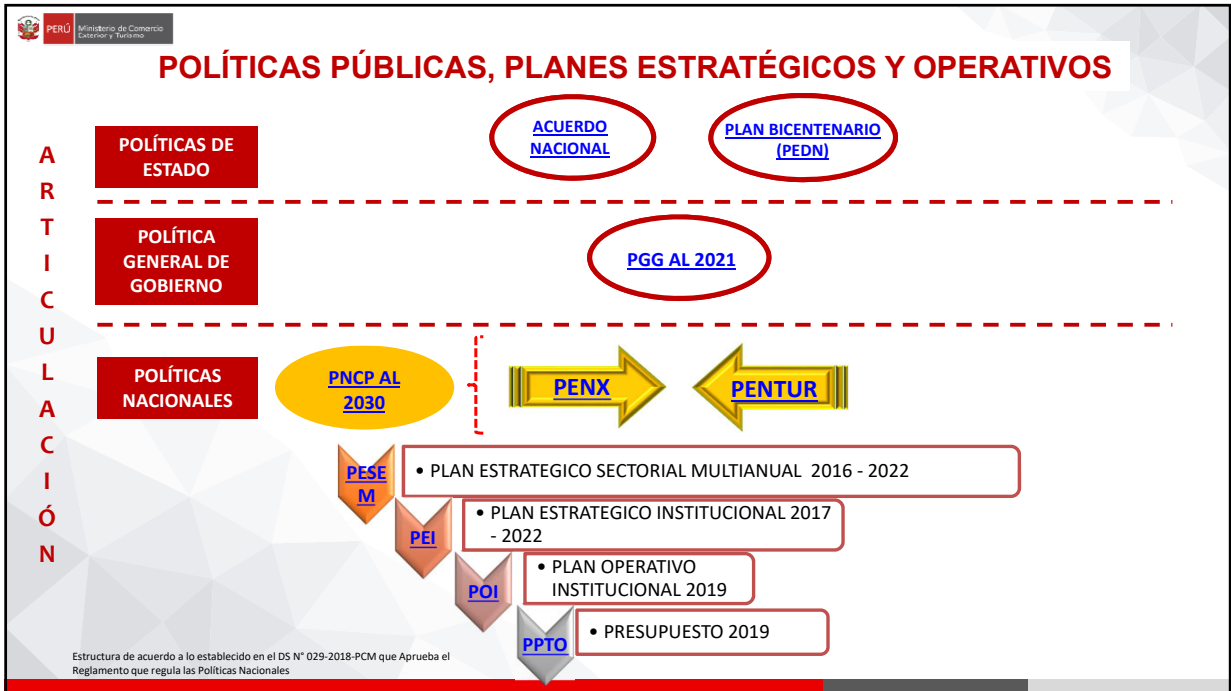 PERÚ
Ministerio de Comercio
Exterior y Turismo
POLÍTICAS PÚBLICAS, PLANES ESTRATÉGICOS Y OPERATIVOS
ARTICULACIÓN
POLÍTICAS DE
ESTADO
ACUERDO
NACIONAL
PLAN BICENTENARIO
(PEDN)
POLÍTICA
GENERAL DE
GOBIERNO
PGG AL 2021
POLÍTICAS
NACIONALES
PNCP AL
2030
PENX
PENTUR
PESE
M
• PLAN ESTRATEGICO SECTORIAL MULTIANUAL 2016 - 2022
PEI
• PLAN ESTRATEGICO INSTITUCIONAL 2017
- 2022
POI
• PLAN OPERATIVO
INSTITUCIONAL 2019
PPTO
• PRESUPUESTO 2019
Estructura de acuerdo a lo establecido en el DS N° 029-2018-PCM que Aprueba el
Reglamento que regula las Políticas Nacionales